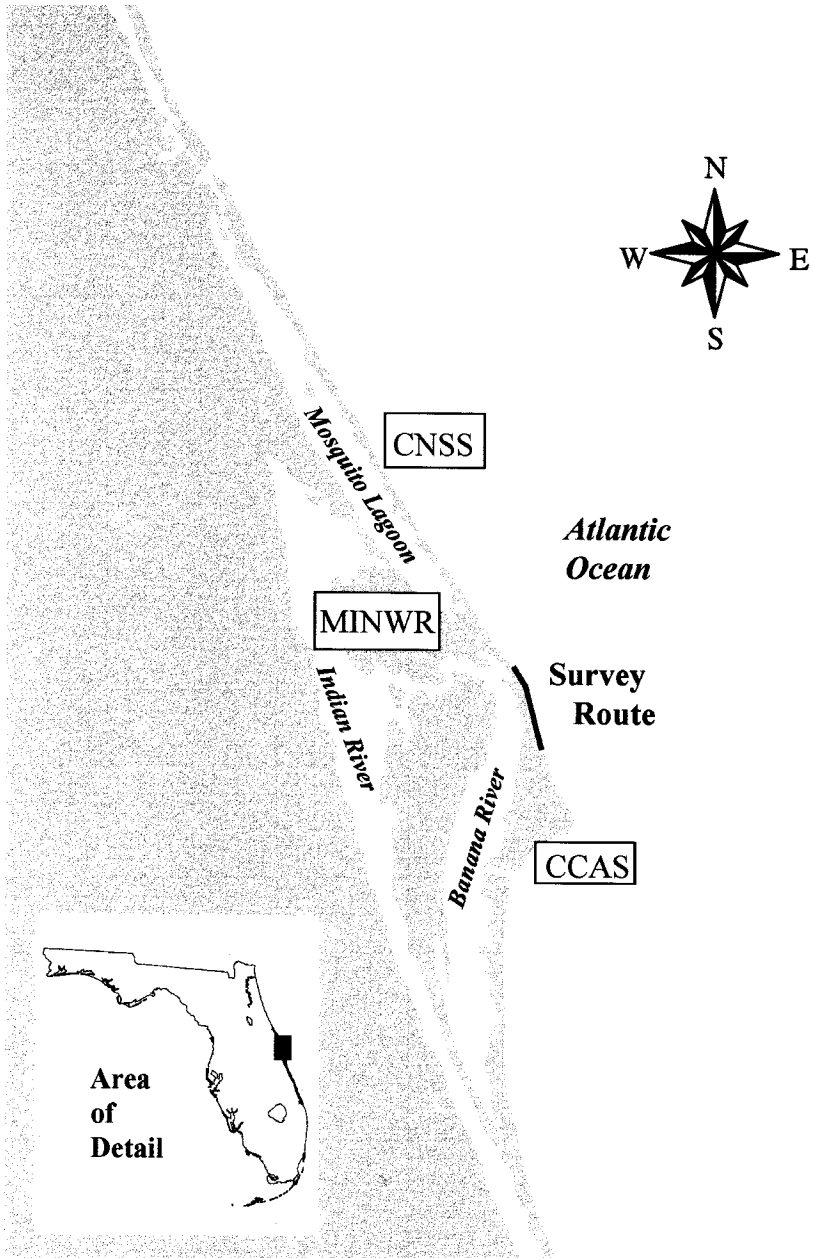 N
W
E
S
CNSS
Mosquito Lagoon
Atlantic
Ocean
MINWR
Survey
Route
Indian River
Banana River
CCAS
Area
of
Detail